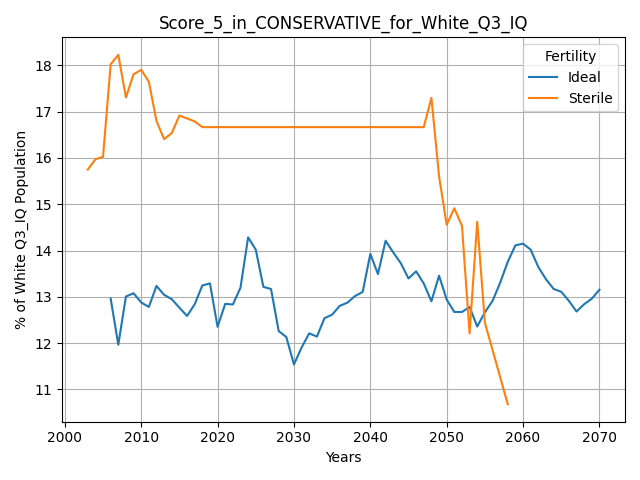 Score_5_in_CONSERVATIVE_for_White_Q3_IQ
Fertility
Ideal
Sterile
% of White Q3_IQ Population
18
17
16
15
14
13
12
11
2000 2010 2020 2030 2040 2050 2060 2070
Years